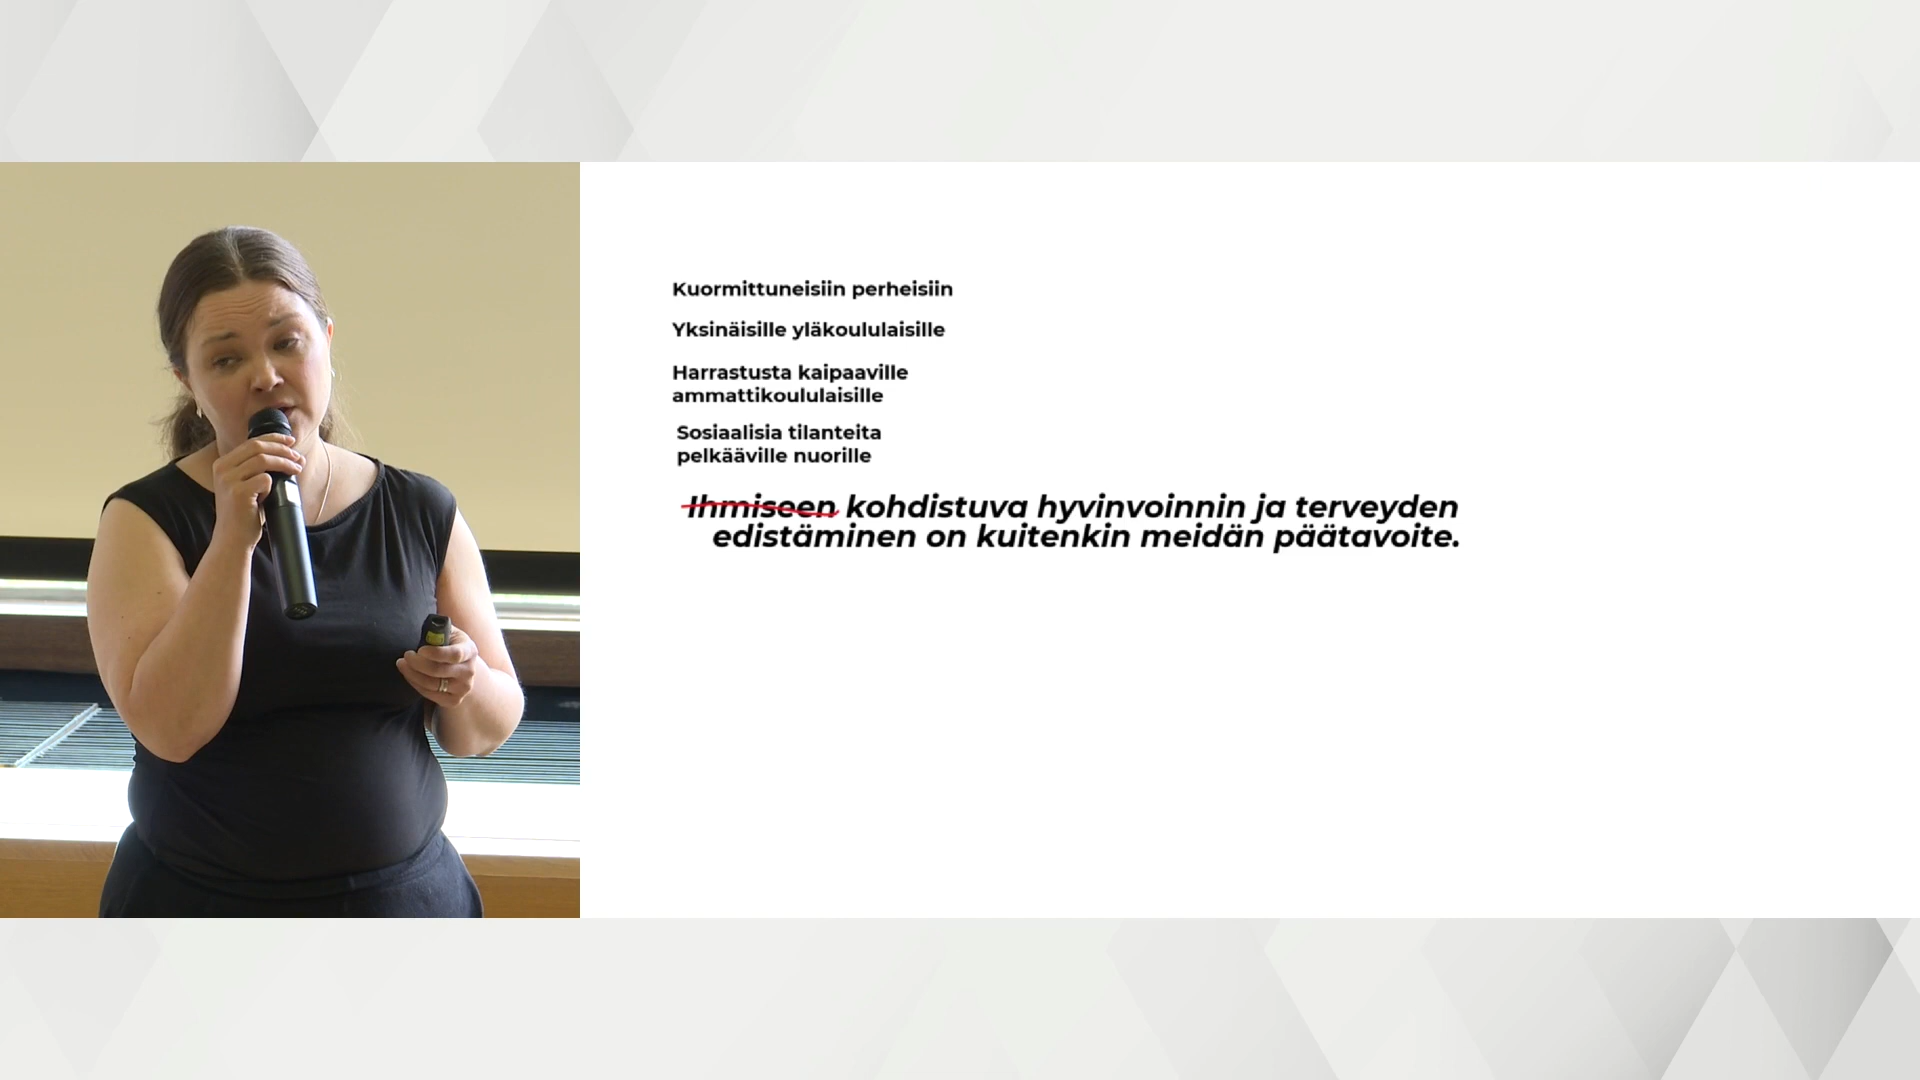 Kuormittuneisiin perheisiin
Yksinäisille yläkoululaisille
Harrastusta kaipaaville
ammattikoululaisille
Sosiaalisia tilanteita
pelkääville nuorille
Ihmiseen kohdistuva hyvinvoinnin ja terveyden
edistäminen on kuitenkin meidän päätavoite.